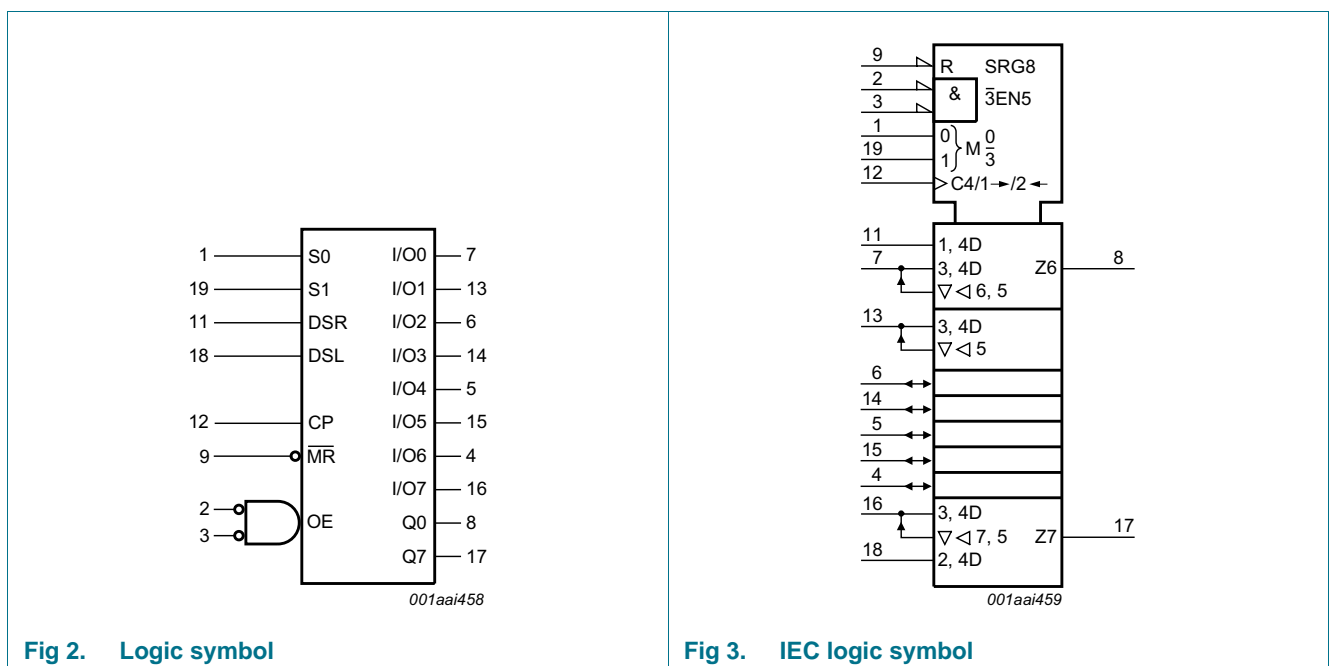 1 S0 I/O0 7
19 S1 I/O1 13
11 DSR I/O2 6
18 DSL I/O3 14
I/O4 5
12 CP I/O5 15
9 MR I/O6 4
I/O7 16
2 OE Q0 8
3
Q7 17
001aai458
Fig 2. Logic symbol
9 R SRG8
2 & 3EN5
3
1 0 } M 0/3
19 1
12 C4/1→/2←
11 1, 4D
7 3, 4D Z6 8
▽ ◁ 6, 5
13 3, 4D
▽ ◁ 5
6
14
5
15
4
16 3, 4D
▽ ◁ 7, 5 Z7 17
18 2, 4D
001aai459
Fig 3. IEC logic symbol